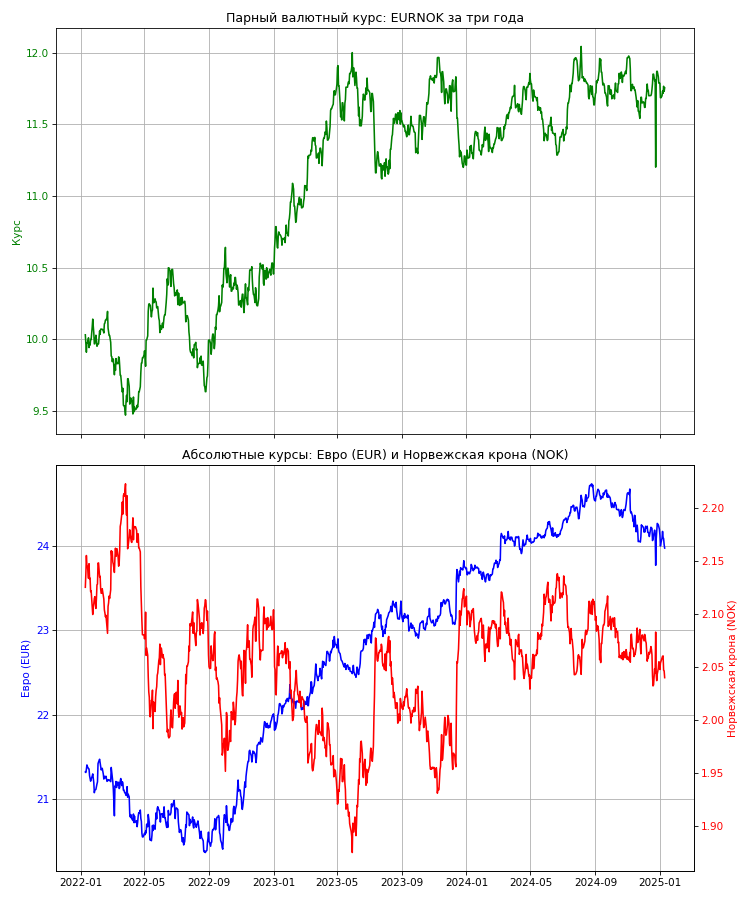 Парный валютный курс: EURNOK за три года
12.0
11.5
11.0
10.5
10.0
9.5
Курс
Абсолютные курсы: Евро (EUR) и Норвежская крона (NOK)
24
23
22
21
Евро (EUR)
2.20
2.15
2.10
2.05
2.00
1.95
1.90
Норвежская крона (NOK)
2022-01 2022-05 2022-09 2023-01 2023-05 2023-09 2024-01 2024-05 2024-09 2025-01